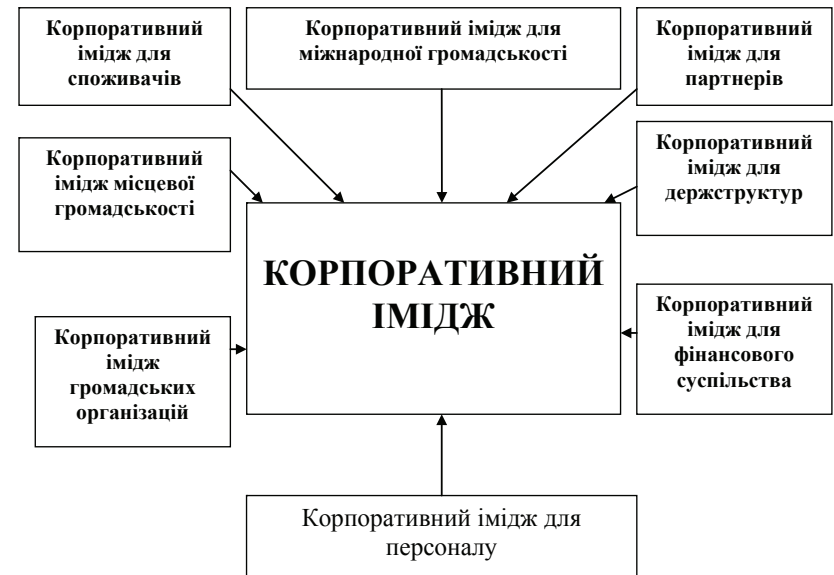 Корпоративний
імідж для
споживачів
Корпоративний імідж для
міжнародної громадськості
Корпоративний
імідж для
партнерів
Корпоративний
імідж місцевої
громадськості
Корпоративний
імідж для
держструктур
КОРПОРАТИВНИЙ
ІМІДЖ
Корпоративний
імідж
громадських
організацій
Корпоративний
імідж для
фінансового
суспільства
Корпоративний імідж для
персоналу